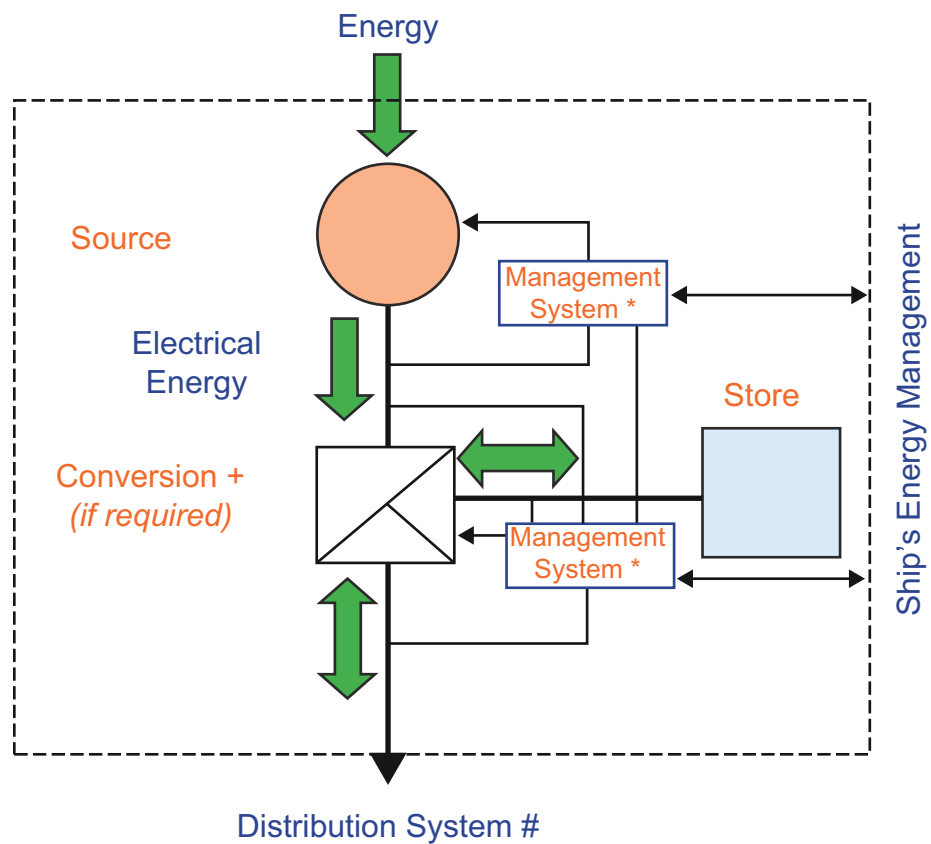 Energy
Source
Management
System *
Electrical
Energy
Store
Conversion +
(if required)
Management
System *
Ship's Energy Management
Distribution System #